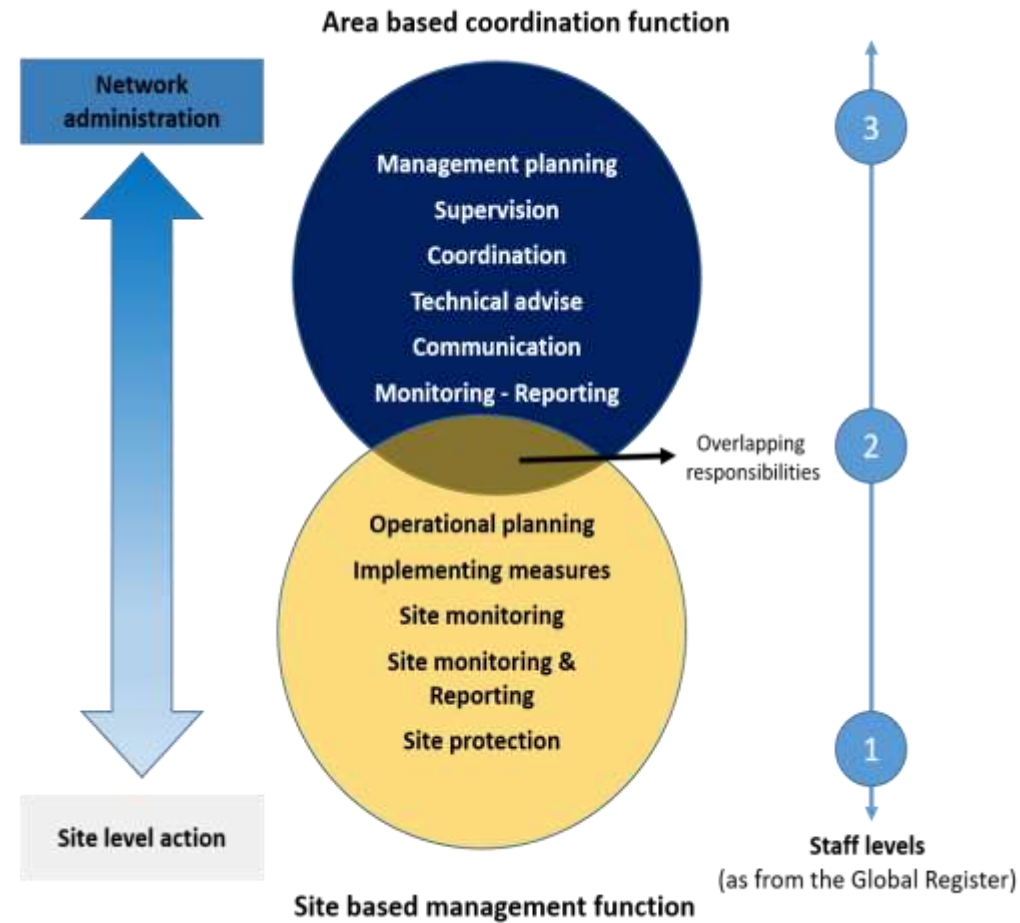 Area based coordination function
Network
administration
3
Management planning
Supervision
Coordination
Technical advise
Communication
Monitoring - Reporting
Overlapping
responsibilities
2
Operational planning
Implementing measures
Site monitoring
Site monitoring &
Reporting
Site protection
1
Site level action
Staff levels
(as from the Global Register)
Site based management function